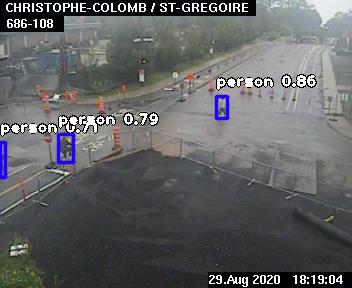 CHRISTOPHE-COLOMB / ST-GREGOIRE
686-108
person 0.86
person 0.79
person 0.71
29.Aug 2020 18:19:04